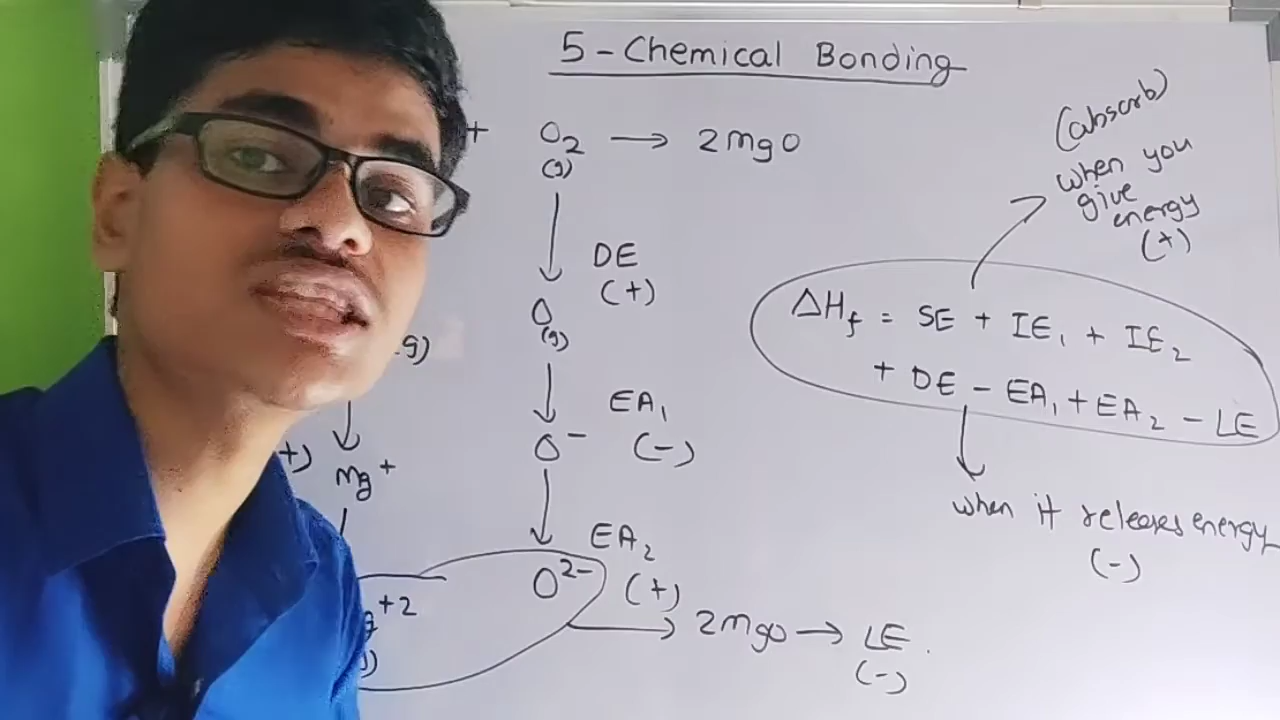 5 - Chemical Bonding
+ O2 → 2MgO
(g)
DE
(+)
O
(g)
g)
EA1
O- (-)
+) Mg+
EA2
O2- (+)
g+2
2MgO → LE
(-)
(absorb)
when you
give
energy
(+)
ΔHf = SE + IE1 + IE2
+ DE - EA1 + EA2 - LE
when it releases energy
(-)